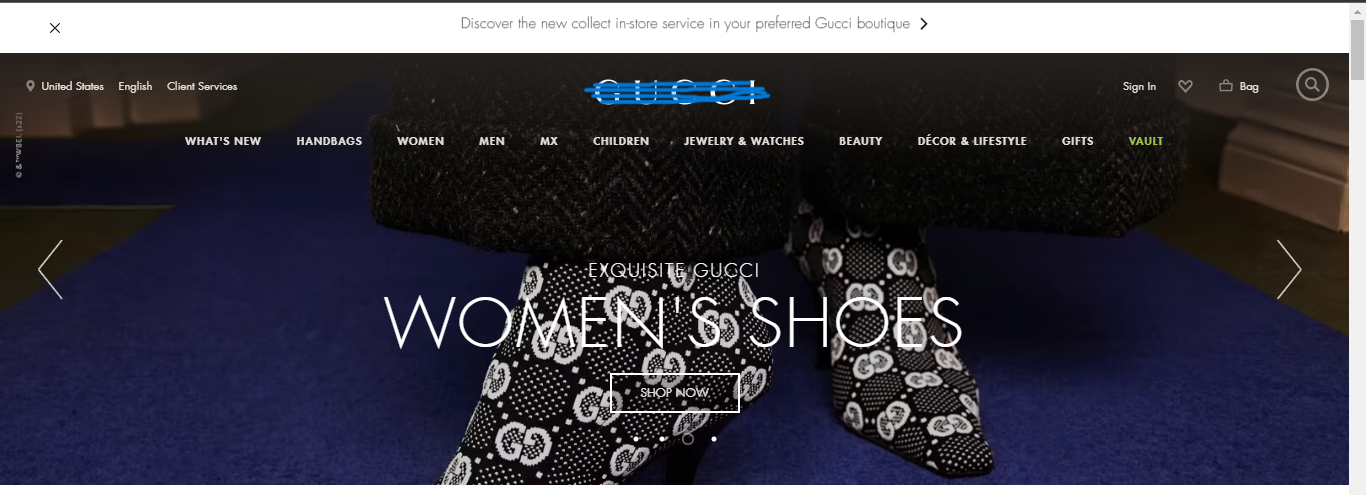 Discover the new collect in-store service in your preferred Gucci boutique
United States English Client Services
GUCCI
Sign In Bag
WHAT'S NEW HANDBAGS WOMEN MEN MX CHILDREN JEWELRY & WATCHES BEAUTY DÉCOR & LIFESTYLE GIFTS VAULT
© & ™WBEI. (s22)
EXQUISITE GUCCI
WOMEN'S SHOES
SHOP NOW